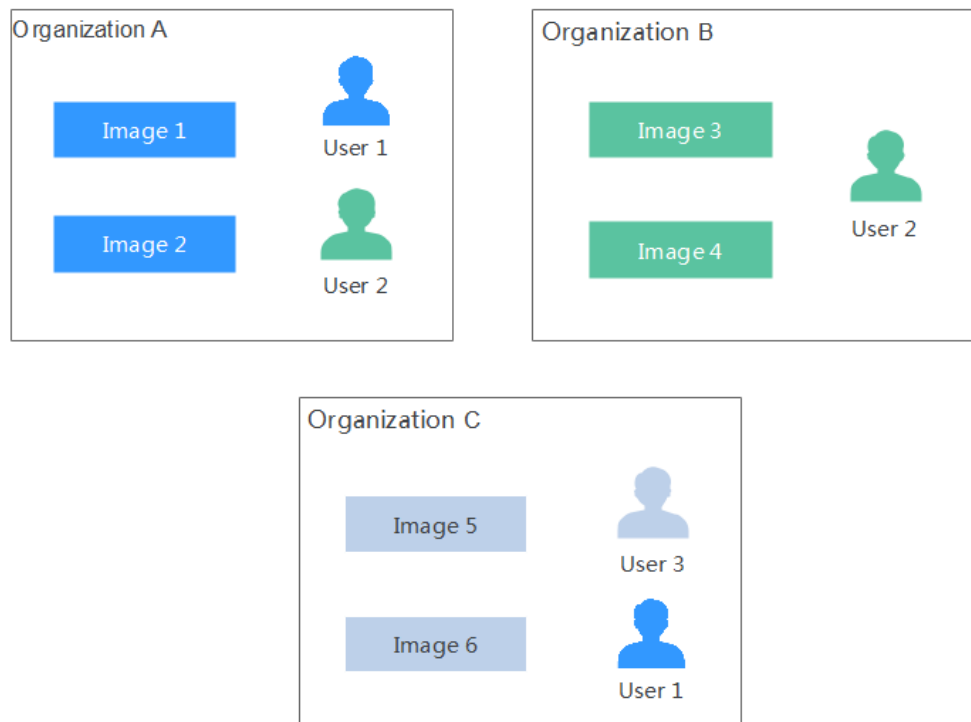 Organization A
Image 1
User 1
Image 2
User 2
Organization B
Image 3
Image 4
User 2
Organization C
Image 5
User 3
Image 6
User 1